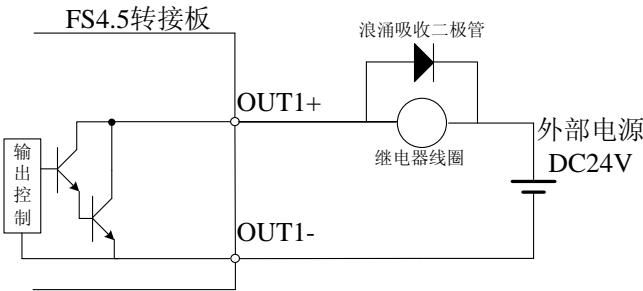 FS4.5转接板
浪涌吸收二极管
OUT1+
继电器线圈
外部电源
DC24V
输出控制
OUT1-